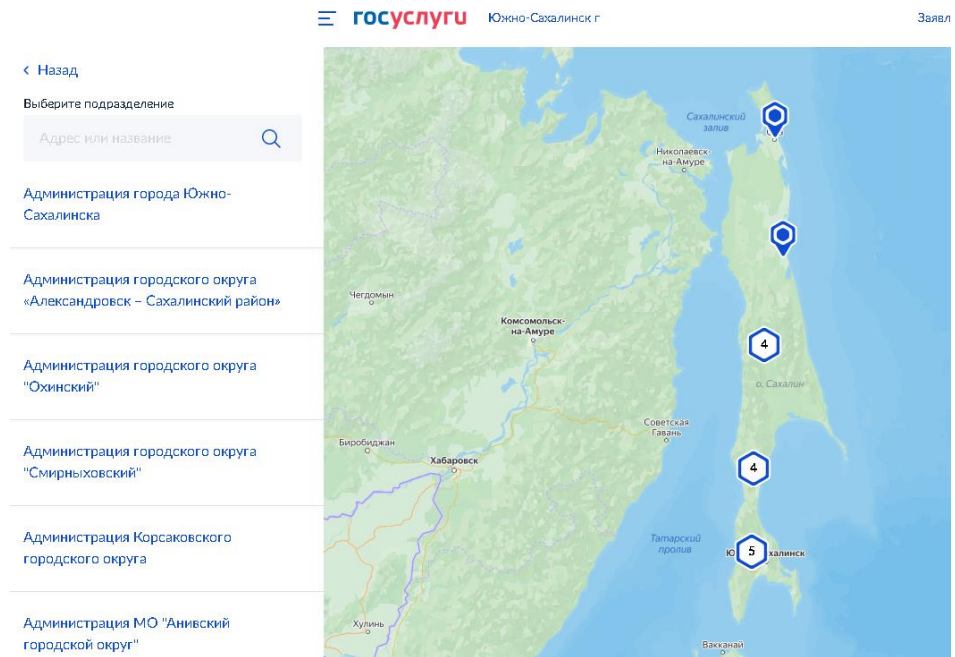 госуслуги Южно-Сахалинск г Заявл
Назад
Выберите подразделение
Адрес или название
Администрация города Южно-
Сахалинска
Администрация городского округа
«Александровск – Сахалинский район»
Администрация городского округа
"Охинский"
Администрация городского округа
"Смирныховский"
Администрация Корсаковского
городского округа
Администрация МО "Анивский
городской округ"
Сахалинский
залив
Николаевск-
на-Амуре
Чегдомын
Комсомольск-
на-Амуре
4
о. Сахалин
Советская
Гавань
Биробиджан
Хабаровск
4
Татарский
пролив
Ю 5 халинск
Хулинь
Вакканай